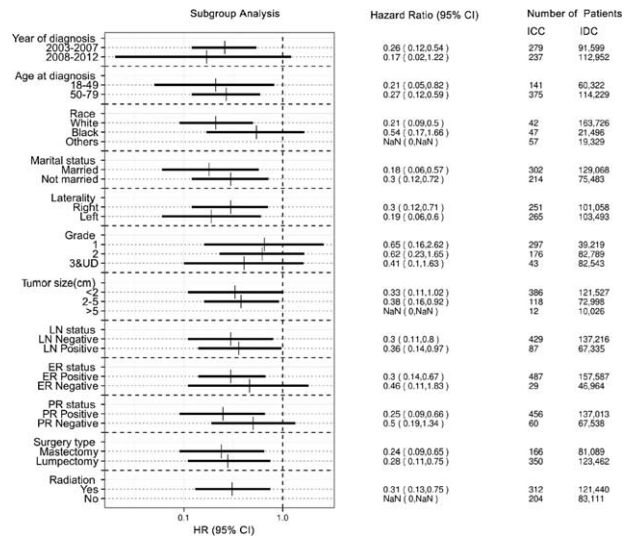 Subgroup Analysis Hazard Ratio (95% CI) Number of Patients
ICC IDC
Year of diagnosis
2003-2007 0.26 (0.12,0.54) 279 91,599
2008-2012 0.17 (0.02,1.22) 237 112,952
Age at diagnosis
18-49 0.21 (0.05,0.82) 141 60,322
50-79 0.27 (0.12,0.59) 375 114,229
Race
White 0.21 (0.09,0.5) 42 163,726
Black 0.54 (0.17,1.66) 47 21,496
Others NaN (0,NaN) 57 19,329
Marital status
Married 0.18 (0.06,0.57) 302 129,068
Not married 0.3 (0.12,0.72) 214 75,483
Laterality
Right 0.3 (0.12,0.71) 251 101,058
Left 0.19 (0.06,0.6) 265 103,493
Grade
1 0.65 (0.16,2.62) 297 39,219
2 0.62 (0.23,1.65) 176 82,789
3&UD 0.41 (0.1,1.63) 43 82,543
Tumor size(cm)
<2 0.33 (0.11,1.02) 386 121,527
2-5 0.38 (0.16,0.92) 118 72,998
>5 NaN (0,NaN) 12 10,026
LN status
LN Negative 0.3 (0.11,0.8) 429 137,216
LN Positive 0.36 (0.14,0.97) 87 67,335
ER status
ER Positive 0.3 (0.14,0.67) 487 157,587
ER Negative 0.46 (0.11,1.83) 29 46,964
PR status
PR Positive 0.25 (0.09,0.66) 456 137,013
PR Negative 0.5 (0.19,1.34) 60 67,538
Surgery type
Mastectomy 0.24 (0.09,0.65) 166 81,089
Lumpectomy 0.28 (0.11,0.75) 350 123,462
Radiation
Yes 0.31 (0.13,0.75) 312 121,440
No NaN (0,NaN) 204 83,111
0.1 1.0
HR (95% CI)